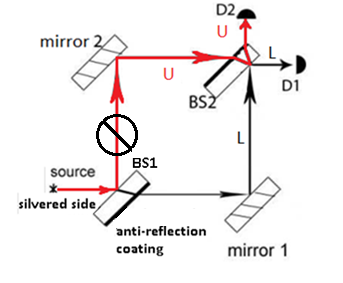 D2
U
mirror 2
L
U
D1
BS2
L
BS1
source
silvered side
anti-reflection
coating
mirror 1